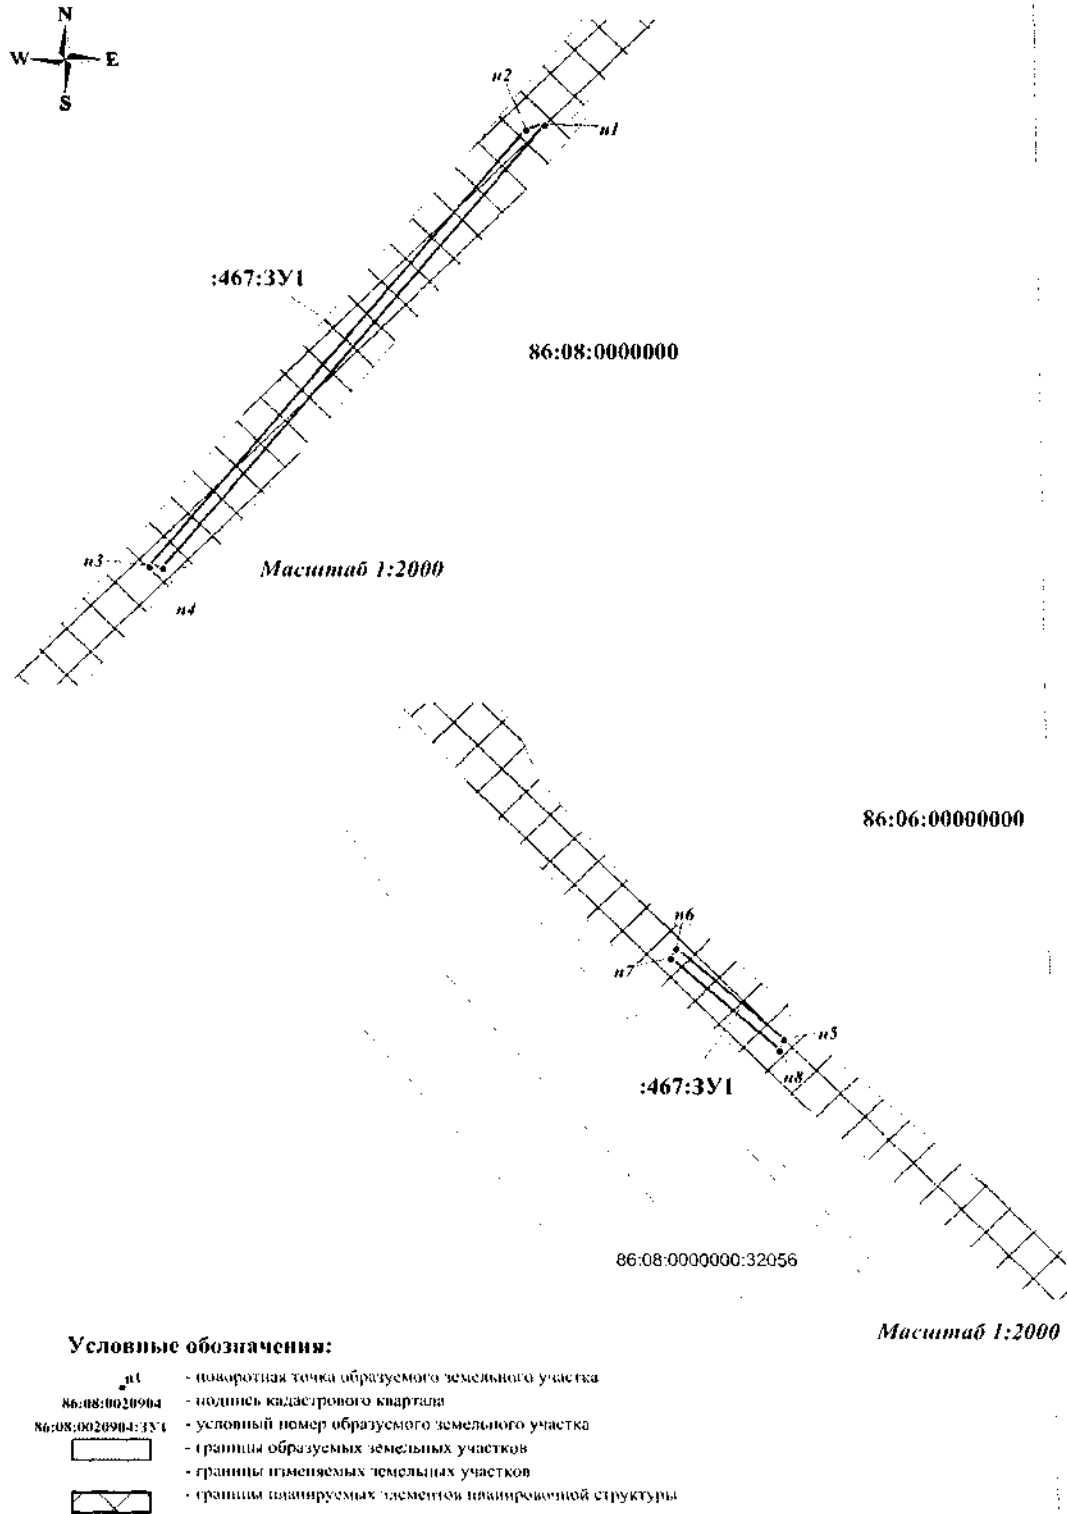 N
W E
S
н2
н1
:467:ЗУ1
86:08:0000000
н3
Масштаб 1:2000
н4
86:06:00000000
н6
н7
н5
н8
:467:ЗУ1
86:08:0000000:32056
Масштаб 1:2000
Условные обозначения:
н1 - поворотная точка образуемого земельного участка
86:08:0020904 - подпись кадастрового квартала
86:08:0020904:ЗУ1 - условный номер образуемого земельного участка
- границы образуемых земельных участков
- границы изменяемых земельных участков
- границы планируемых элементов планировочной структуры